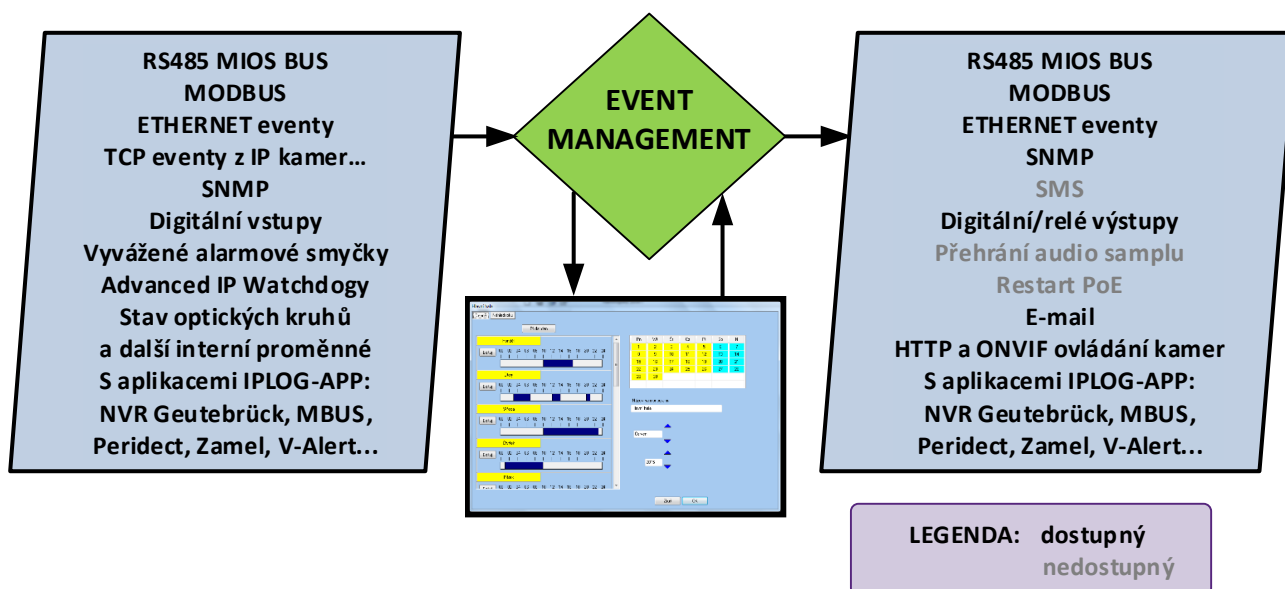 RS485 MIOS BUS
MODBUS
ETHERNET eventy
TCP eventy z IP kamer…
SNMP
Digitální vstupy
Vyvážené alarmové smyčky
Advanced IP Watchdogy
Stav optických kruhů
a další interní proměnné
S aplikacemi IPLOG-APP:
NVR Geutebrück, MBUS,
Peridect, Zamel, V-Alert…
EVENT
MANAGEMENT
RS485 MIOS BUS
MODBUS
ETHERNET eventy
SNMP
SMS
Digitální/relé výstupy
Přehrání audio samplu
Restart PoE
E-mail
HTTP a ONVIF ovládání kamer
S aplikacemi IPLOG-APP:
NVR Geutebrück, MBUS,
Peridect, Zamel, V-Alert…
LEGENDA: dostupný
nedostupný